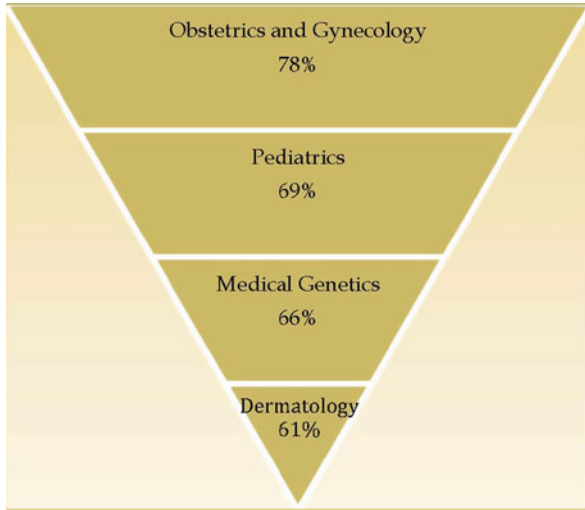 Obstetrics and Gynecology
78%
Pediatrics
69%
Medical Genetics
66%
Dermatology
61%